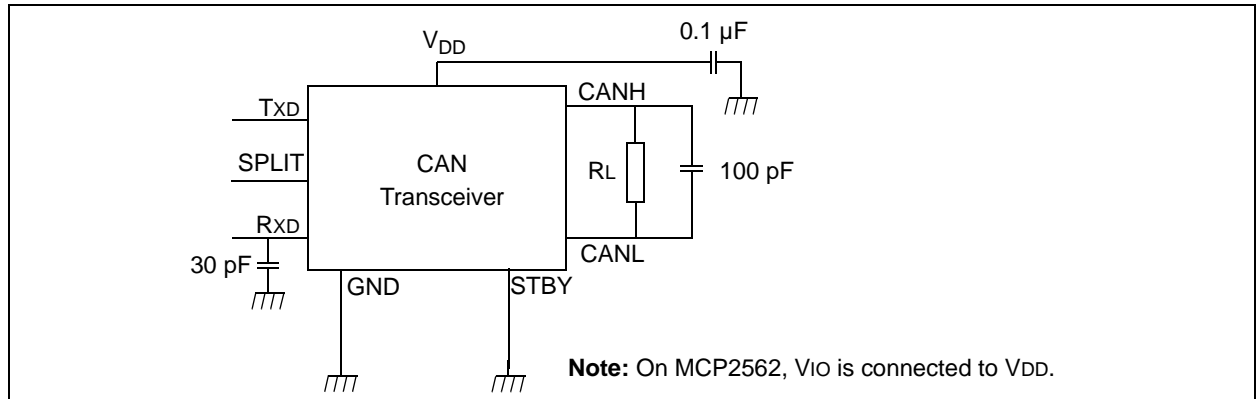 0.1 µF
VDD
CANH
TXD
SPLIT
CAN
Transceiver
RL
100 pF
RXD
CANL
30 pF
GND
STBY
Note: On MCP2562, VIO is connected to VDD.